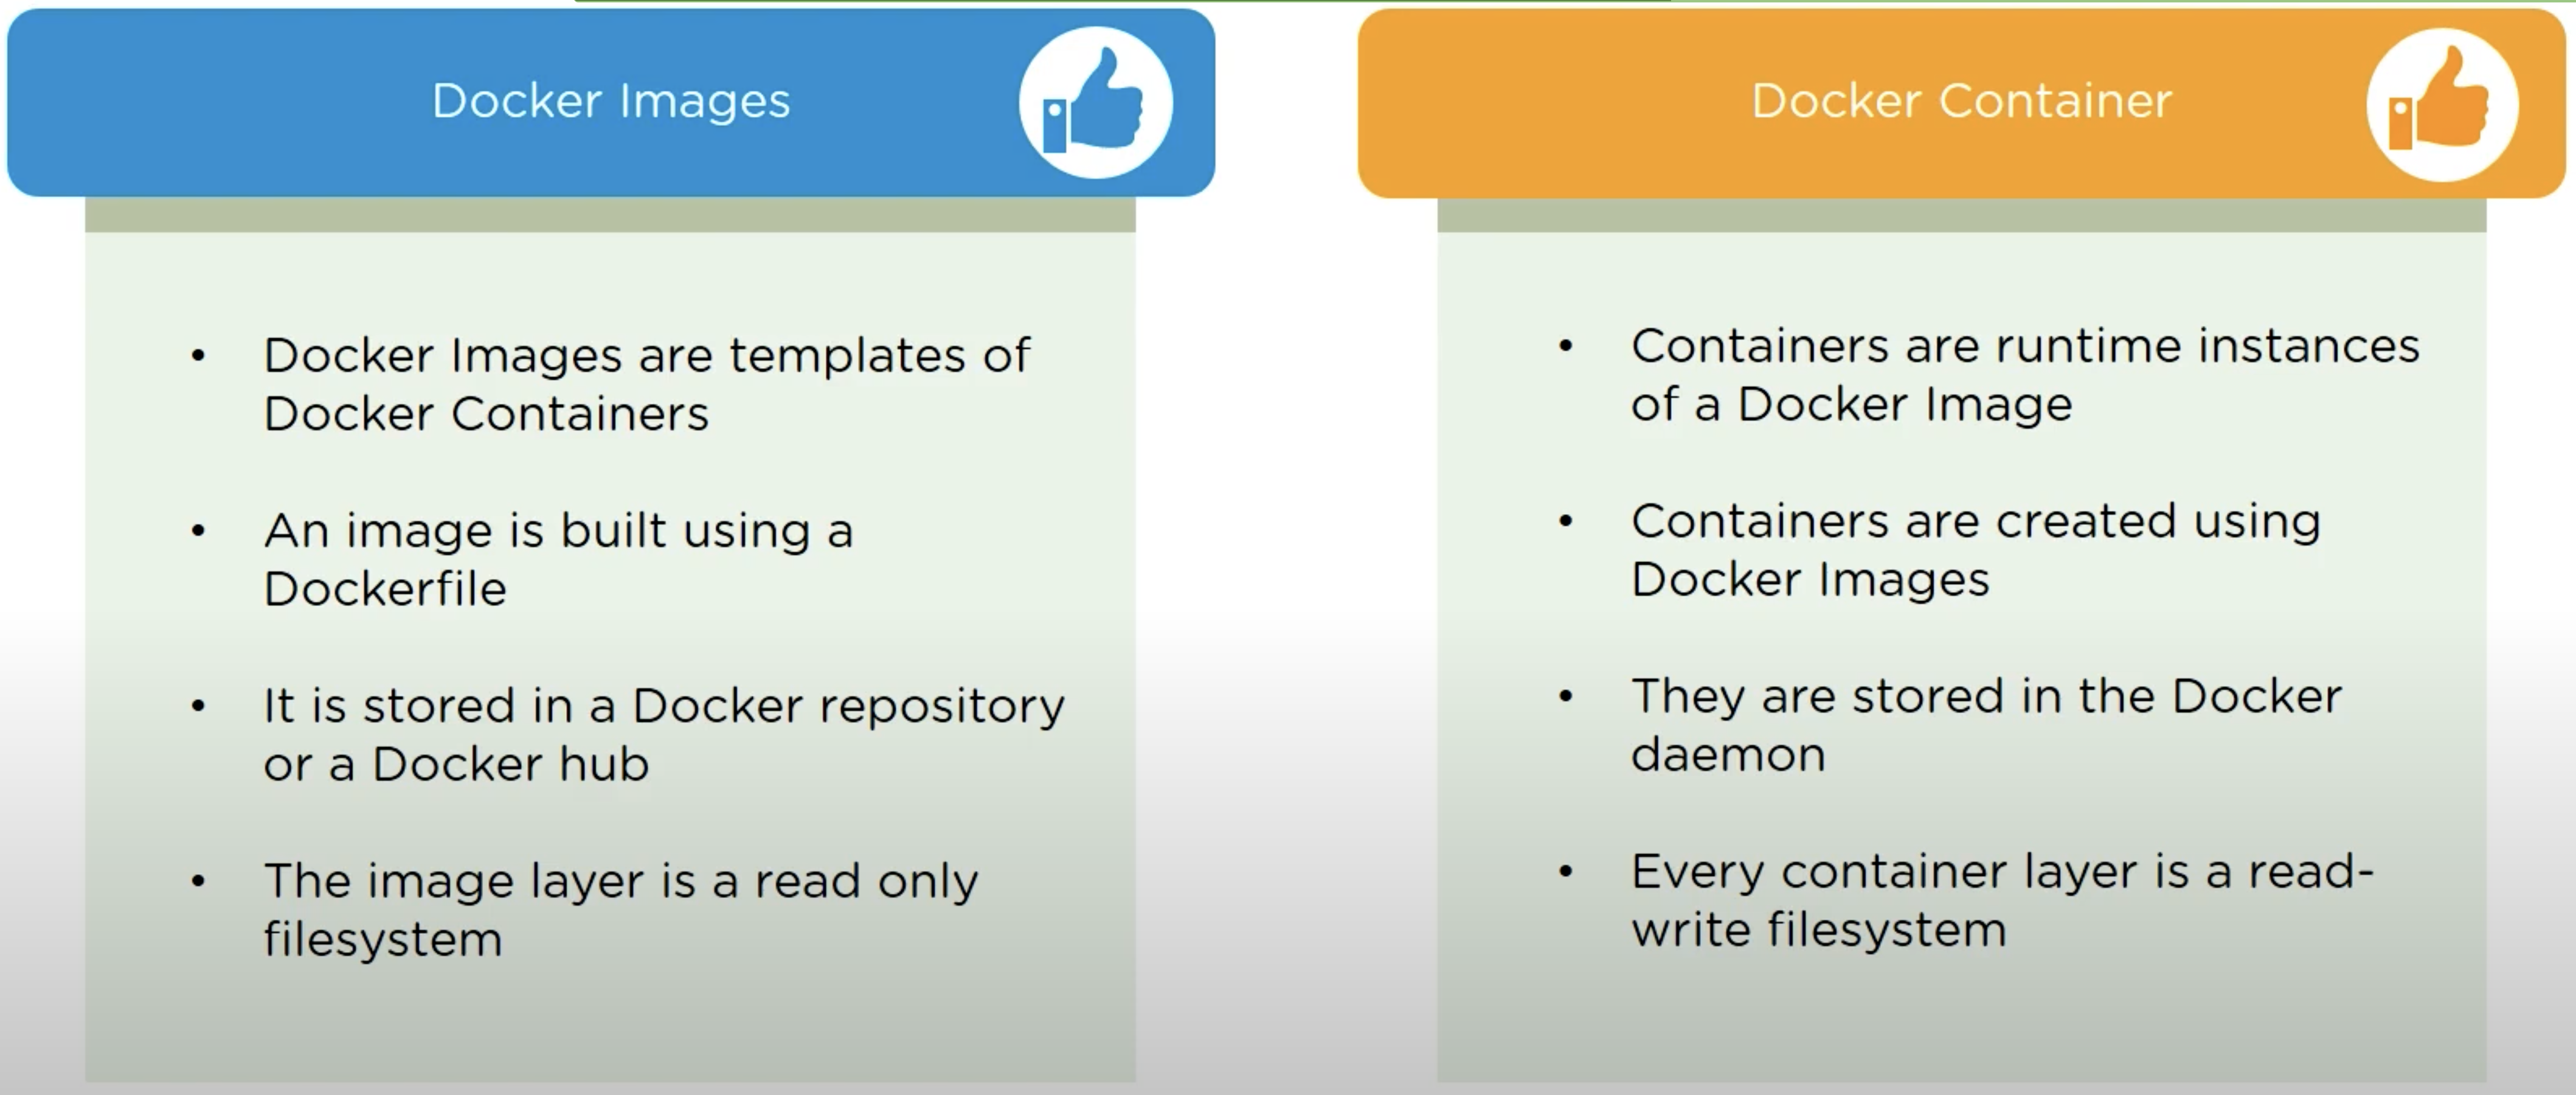 Docker Images
• Docker Images are templates of
Docker Containers
• An image is built using a
Dockerfile
• It is stored in a Docker repository
or a Docker hub
• The image layer is a read only
filesystem
Docker Container
• Containers are runtime instances
of a Docker Image
• Containers are created using
Docker Images
• They are stored in the Docker
daemon
• Every container layer is a read-
write filesystem